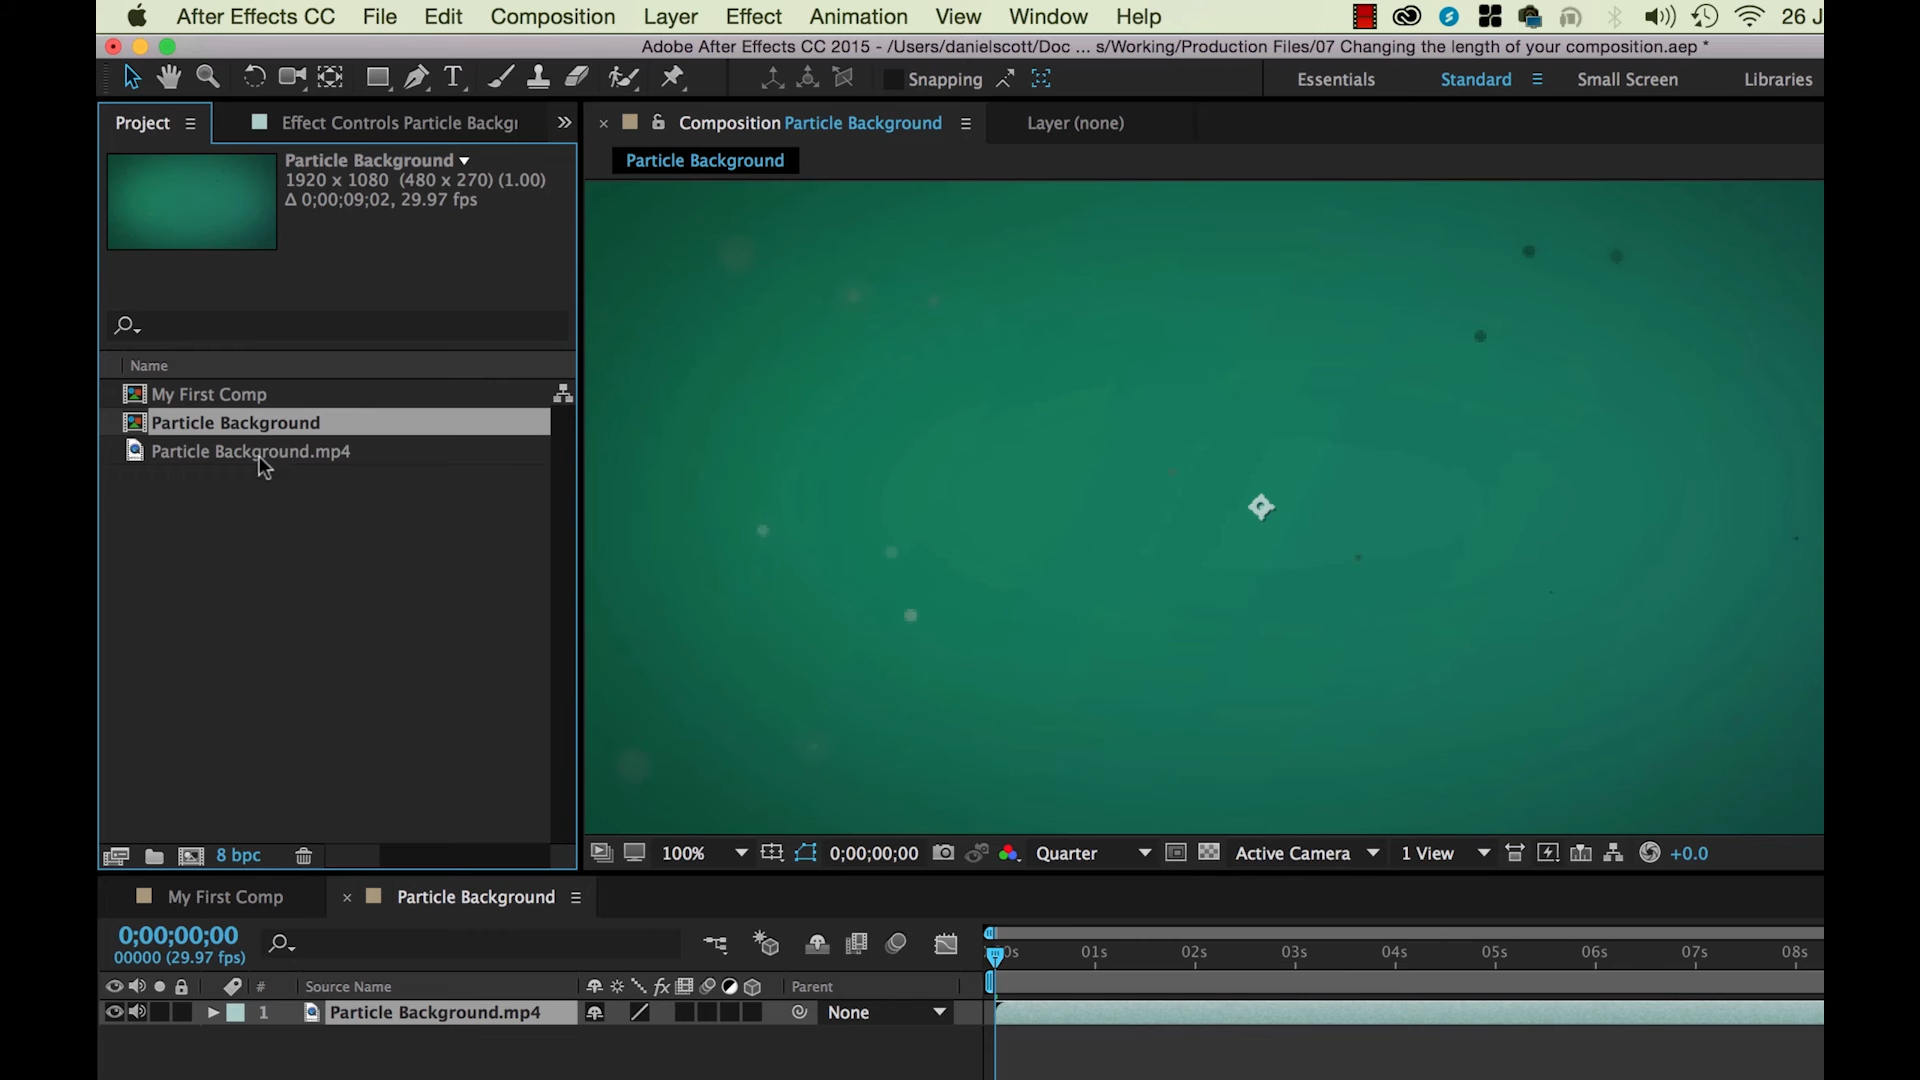 After Effects CC File Edit Composition Layer Effect Animation View Window Help 26 J
Adobe After Effects CC 2015 - /Users/danielscott/Doc ... s/Working/Production Files/07 Changing the length of your composition.aep *
Snapping Essentials Standard Small Screen Libraries
Project Effect Controls Particle Backgr Composition Particle Background Layer (none)
Particle Background
1920 x 1080 (480 x 270) (1.00)
Δ 0;00;09;02, 29.97 fps
Particle Background
Name
My First Comp
Particle Background
Particle Background.mp4
8 bpc 100% 0;00;00;00 Quarter Active Camera 1 View +0.0
My First Comp Particle Background
0;00;00;00
00000 (29.97 fps)
0s 01s 02s 03s 04s 05s 06s 07s 08s
# Source Name fx Parent
1 Particle Background.mp4 None